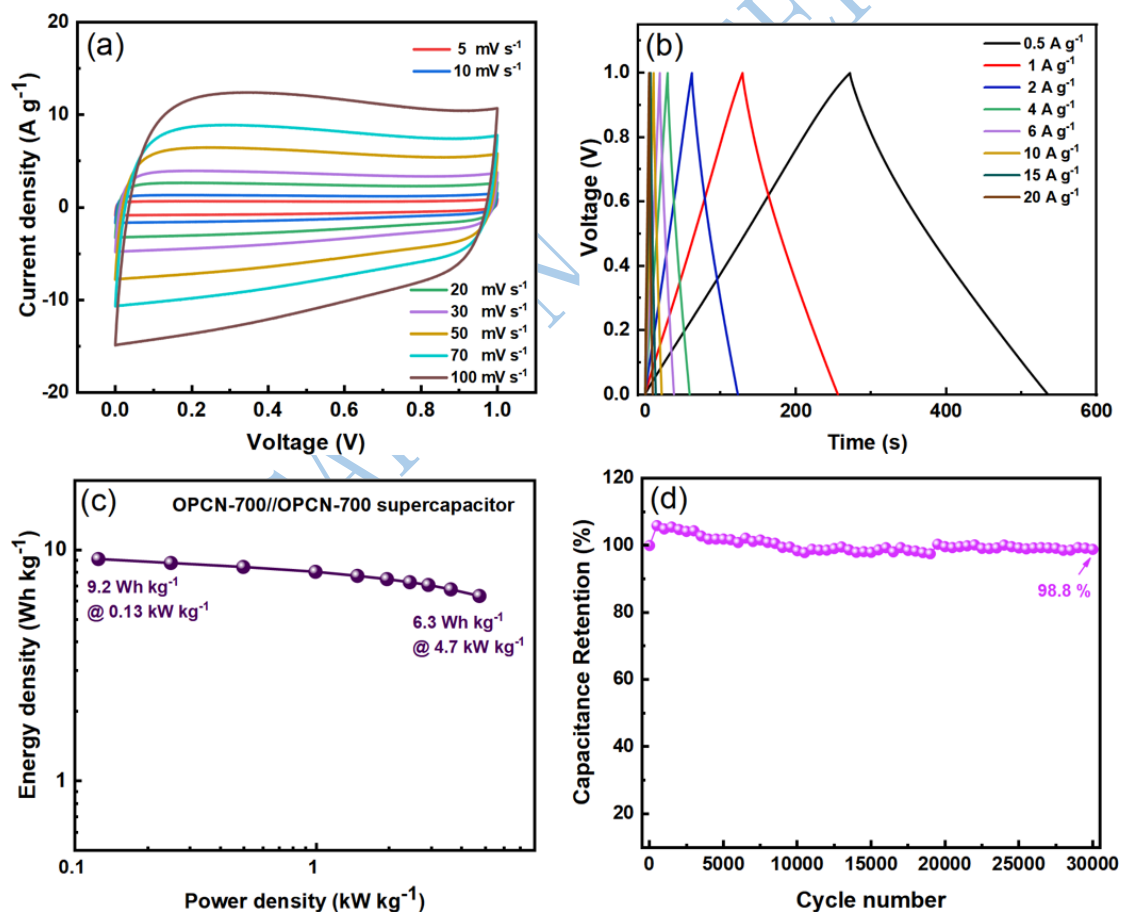 (a)
5 mV s⁻¹
10 mV s⁻¹
20 mV s⁻¹
30 mV s⁻¹
50 mV s⁻¹
70 mV s⁻¹
100 mV s⁻¹
20
10
0
-10
-20
Current density (A g⁻¹)
0.0 0.2 0.4 0.6 0.8 1.0
Voltage (V)
(b)
0.5 A g⁻¹
1 A g⁻¹
2 A g⁻¹
4 A g⁻¹
6 A g⁻¹
10 A g⁻¹
15 A g⁻¹
20 A g⁻¹
1.0
0.8
0.6
0.4
0.2
0.0
Voltage (V)
0 200 400 600
Time (s)
(c)
OPCN-700//OPCN-700 supercapacitor
9.2 Wh kg⁻¹
@ 0.13 kW kg⁻¹
6.3 Wh kg⁻¹
@ 4.7 kW kg⁻¹
10
1
Energy density (Wh kg⁻¹)
0.1 1
Power density (kW kg⁻¹)
(d)
98.8 %
120
100
80
60
40
20
Capacitance Retention (%)
0 5000 10000 15000 20000 25000 30000
Cycle number